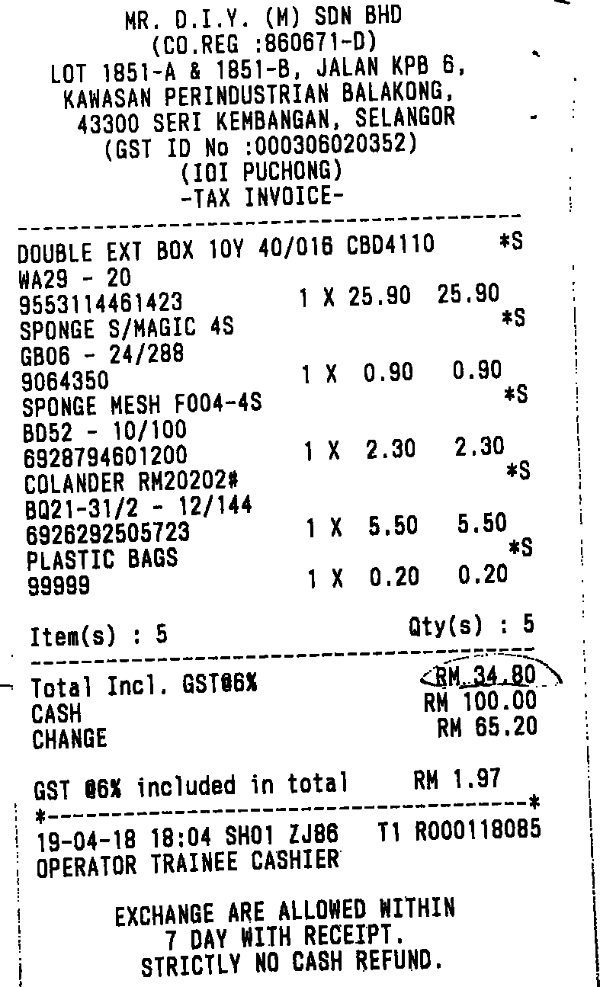 MR. D.I.Y. (M) SDN BHD
(CO.REG :860671-D)
LOT 1851-A & 1851-B, JALAN KPB 6,
KAWASAN PERINDUSTRIAN BALAKONG,
43300 SERI KEMBANGAN, SELANGOR
(GST ID No :000306020352)
(IOI PUCHONG)
-TAX INVOICE-
DOUBLE EXT BOX 10Y 40/016 CBD4110 *S
WA29 - 20
9553114461423 1 X 25.90 25.90
SPONGE S/MAGIC 4S *S
GB06 - 24/288
9064350 1 X 0.90 0.90
SPONGE MESH F004-4S *S
BD52 - 10/100
6928794601200 1 X 2.30 2.30
COLANDER RM20202# *S
BQ21-31/2 - 12/144
6926292505723 1 X 5.50 5.50
PLASTIC BAGS *S
99999 1 X 0.20 0.20
Item(s) : 5 Qty(s) : 5
Total Incl. GST@6% RM 34.80
CASH RM 100.00
CHANGE RM 65.20
GST @6% included in total RM 1.97
*--------------------------------*
19-04-18 18:04 SH01 ZJ86 T1 R000118085
OPERATOR TRAINEE CASHIER
EXCHANGE ARE ALLOWED WITHIN
7 DAY WITH RECEIPT.
STRICTLY NO CASH REFUND.